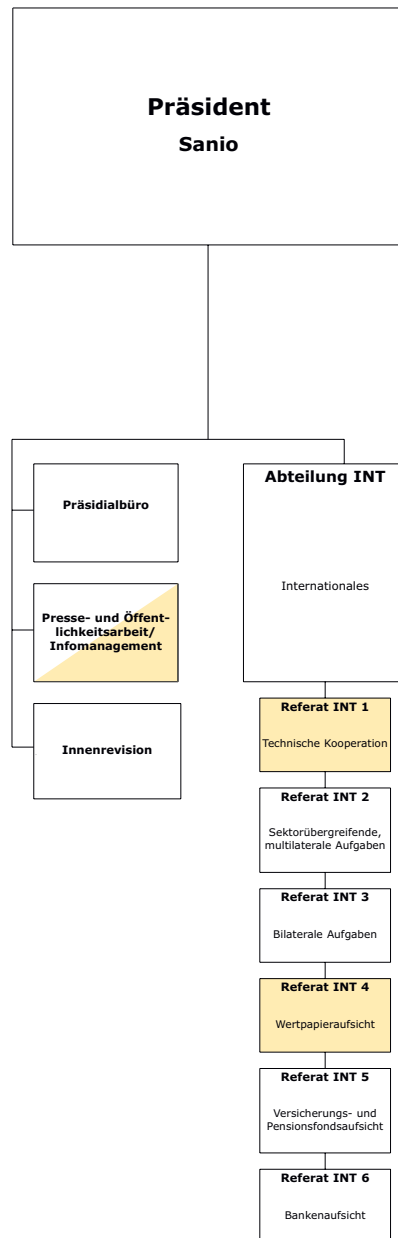 Präsident
Sanio
Präsidialbüro
Presse- und Öffent-
lichkeitsarbeit/
Infomanagement
Innenrevision
Abteilung INT
Internationales
Referat INT 1
Technische Kooperation
Referat INT 2
Sektorübergreifende,
multilaterale Aufgaben
Referat INT 3
Bilaterale Aufgaben
Referat INT 4
Wertpapieraufsicht
Referat INT 5
Versicherungs- und
Pensionsfondsaufsicht
Referat INT 6
Bankenaufsicht